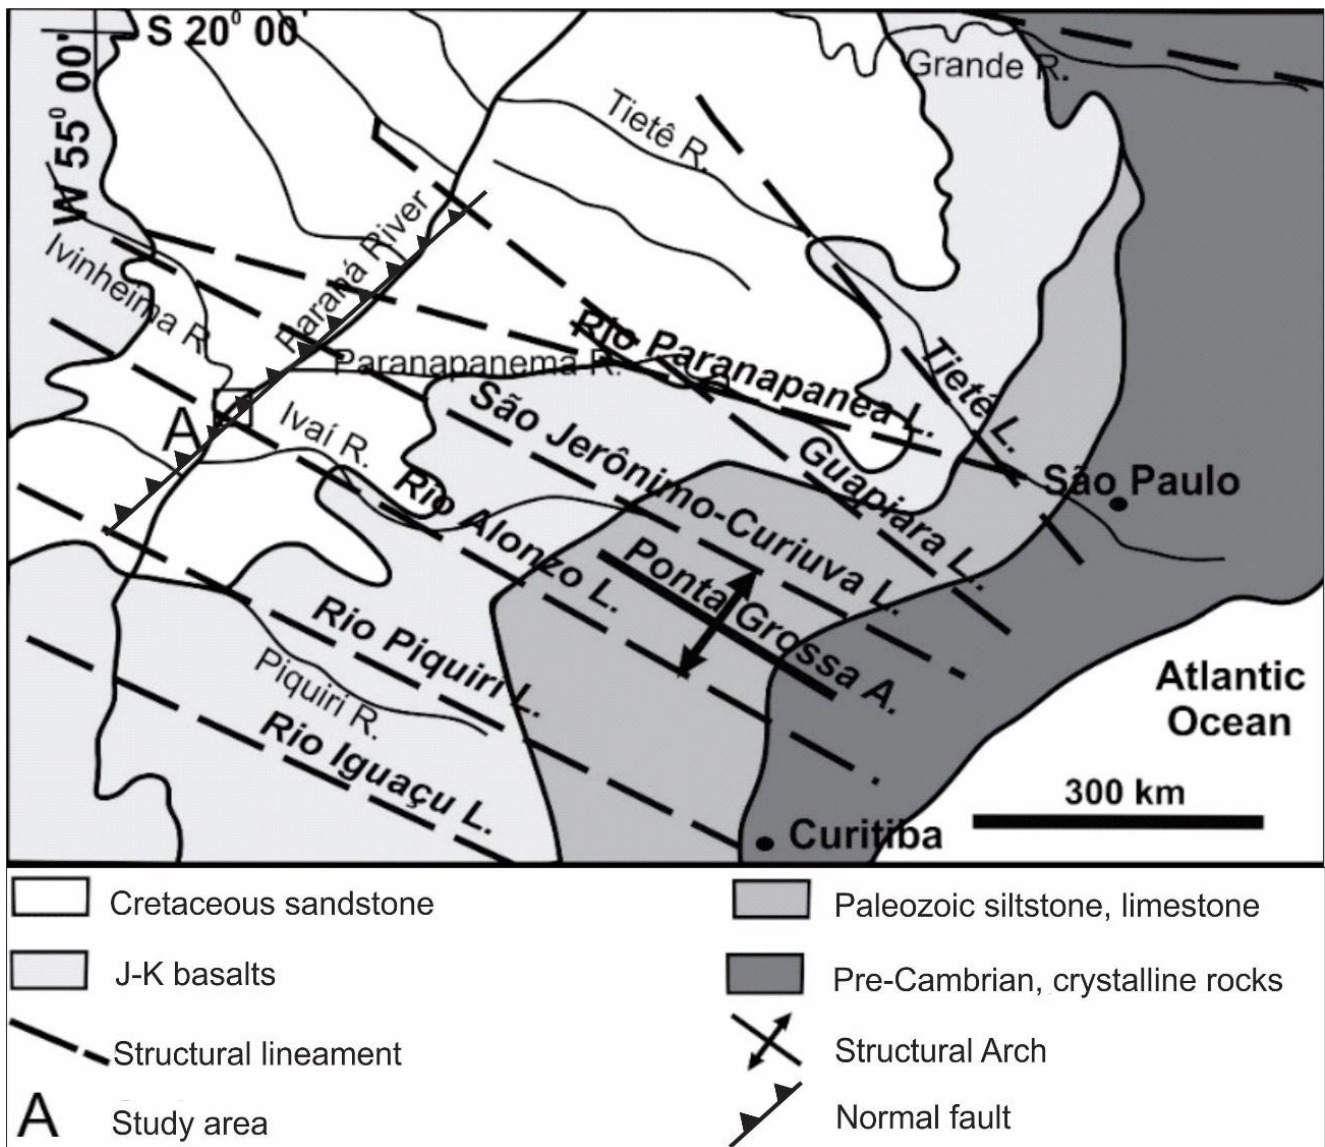 S 20⁰ 00'
W 55⁰ 00'
Grande R.
Tietê R.
Ivinheima R.
Paraná River
Paranapanema R.
Rio Paranapanea L.
Tietê L.
A
Ivaí R.
São Jerônimo-Curiuva L.
Guapiara L.
São Paulo
Rio Alonzo L.
Ponta Grossa A.
Rio Piquiri L.
Piquiri R.
Rio Iguaçu L.
Atlantic
Ocean
300 km
Curitiba
Cretaceous sandstone
J-K basalts
Structural lineament
A Study area
Paleozoic siltstone, limestone
Pre-Cambrian, crystalline rocks
Structural Arch
Normal fault